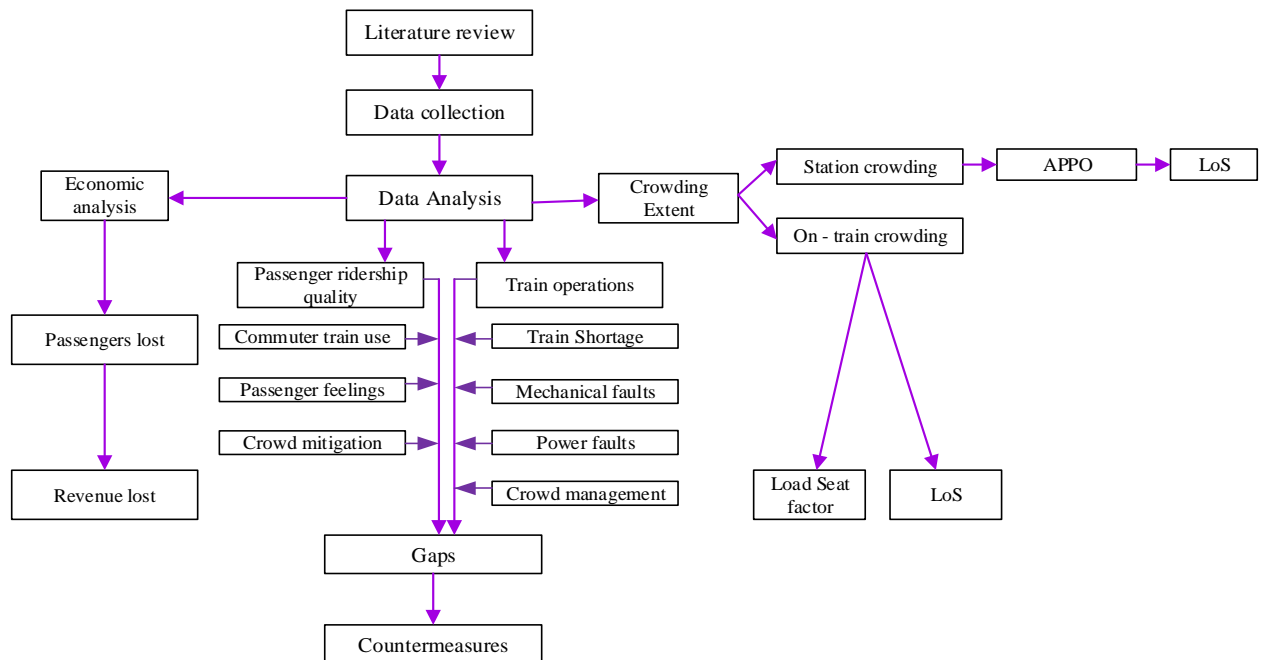 Literature review
Data collection
Station crowding
APPO
LoS
Economic
analysis
Data Analysis
Crowding
Extent
On - train crowding
Passenger ridership
quality
Train operations
Passengers lost
Commuter train use
Train Shortage
Passenger feelings
Mechanical faults
Crowd mitigation
Power faults
Revenue lost
Crowd management
Load Seat
factor
LoS
Gaps
Countermeasures